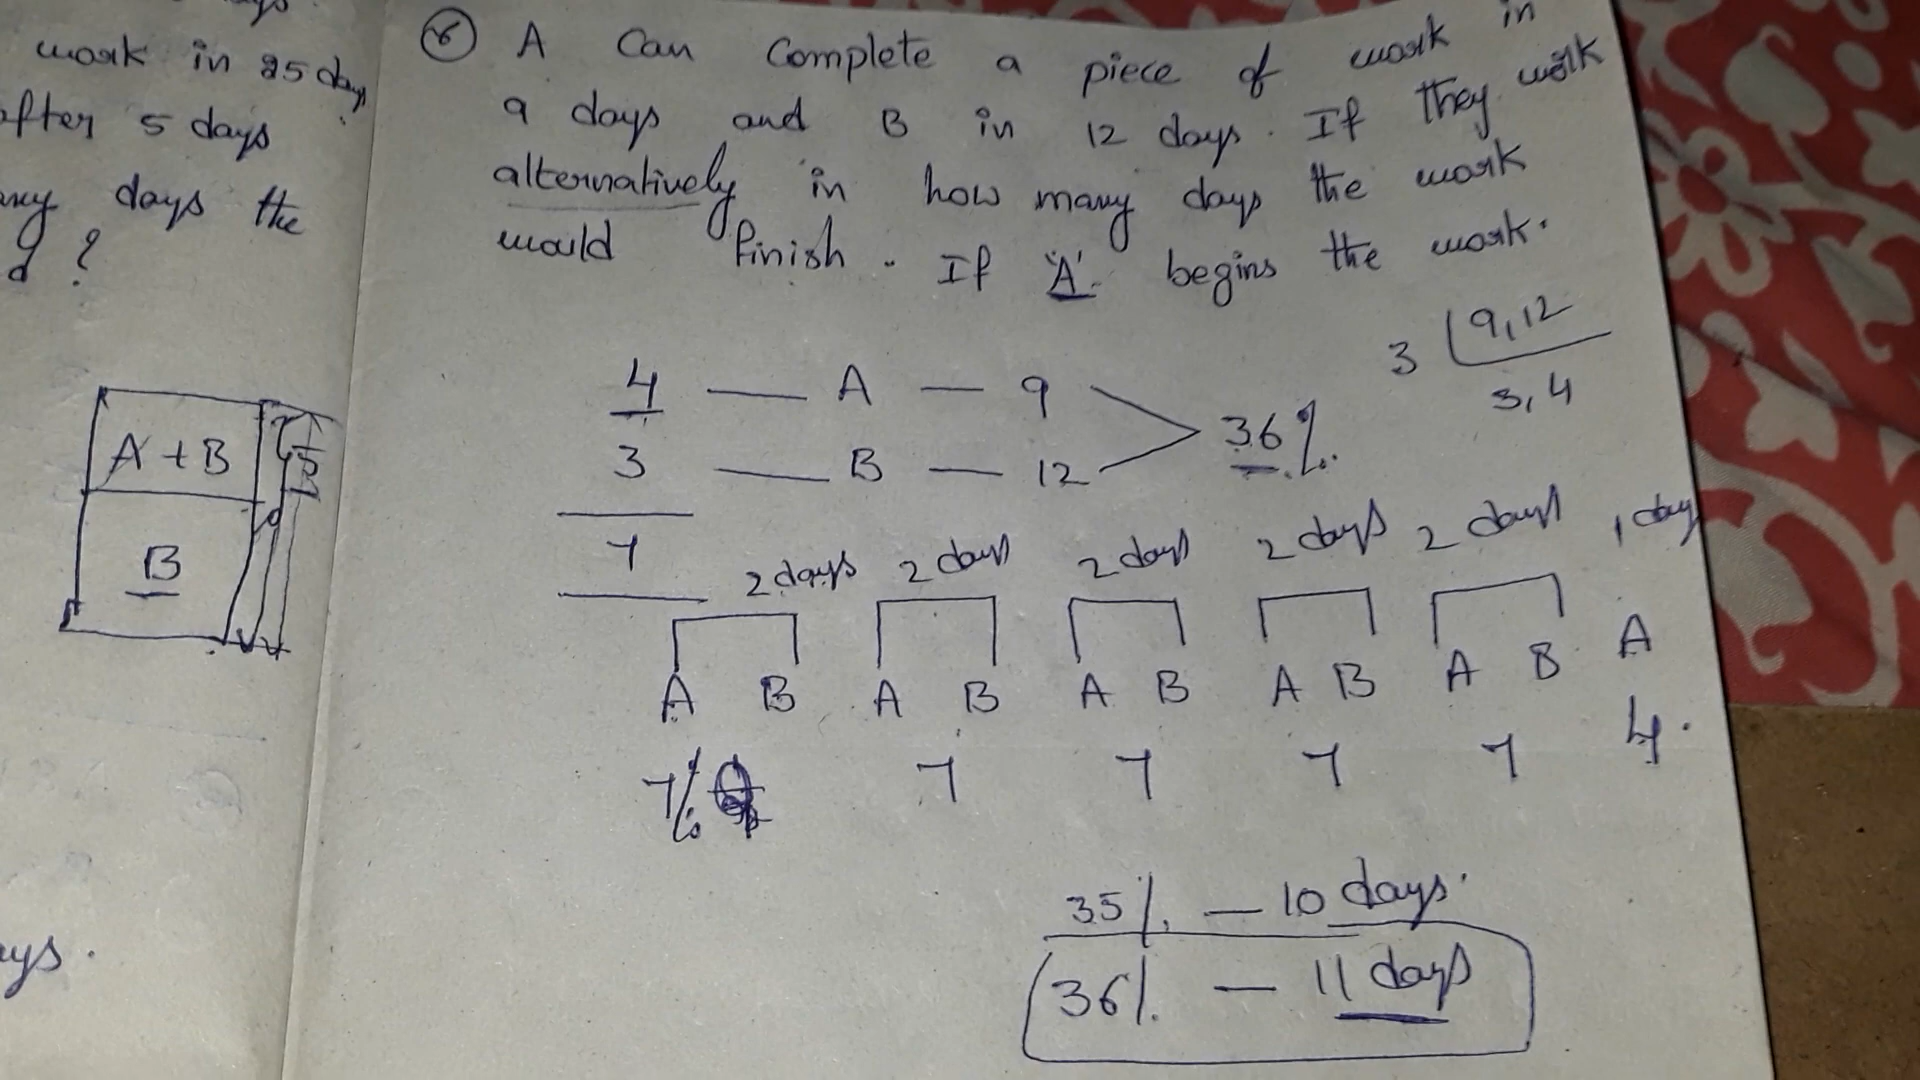 work in 25 days
after 5 days
days the
?
A + B
B
8 A Can Complete a piece of work in
9 days and B in 12 days. If they work
alternatively in how many days the work
would finish. If 'A' begins the work.
3 9,12
3,4
4 — A — 9
3 — B — 12
36%.
7
2 days 2 days 2 days 2 days 2 days 1 day
A B A B A B A B A B A
7% 7 7 7 7 4.
35%. — 10 days.
36%. — 11 days